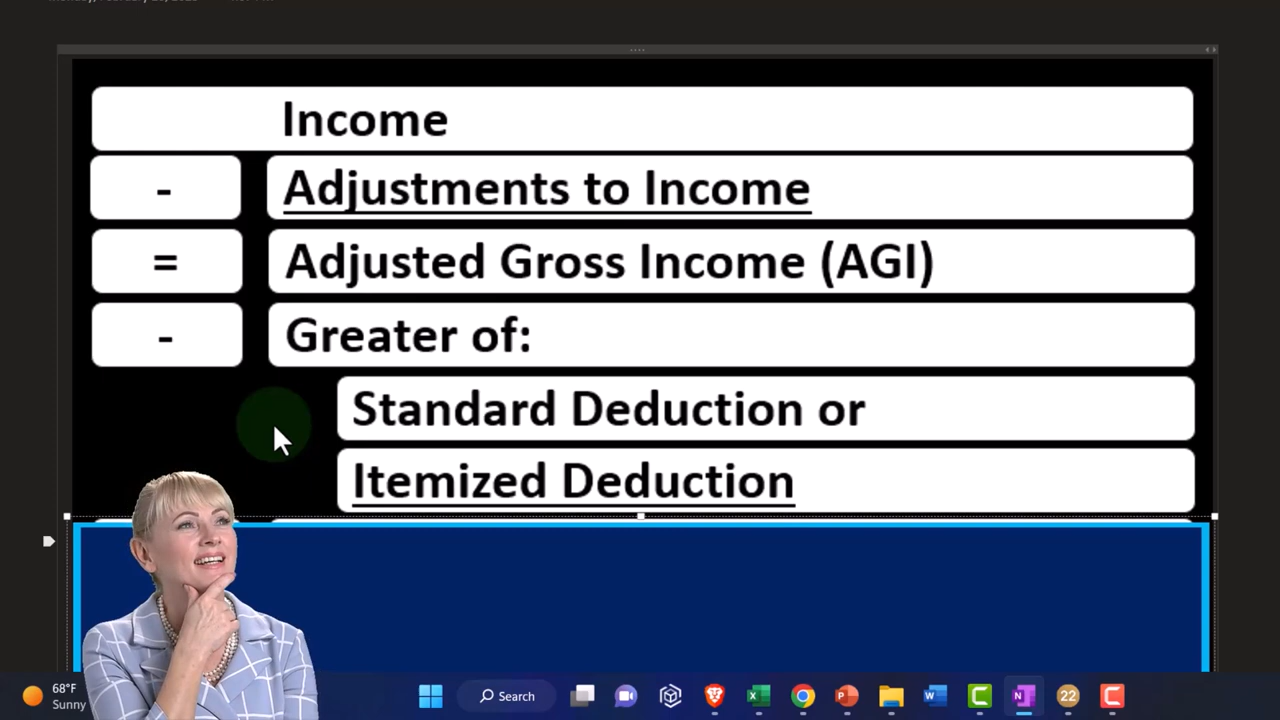 Income
- Adjustments to Income
= Adjusted Gross Income (AGI)
- Greater of:
Standard Deduction or
Itemized Deduction
68°F
Sunny
Search
22